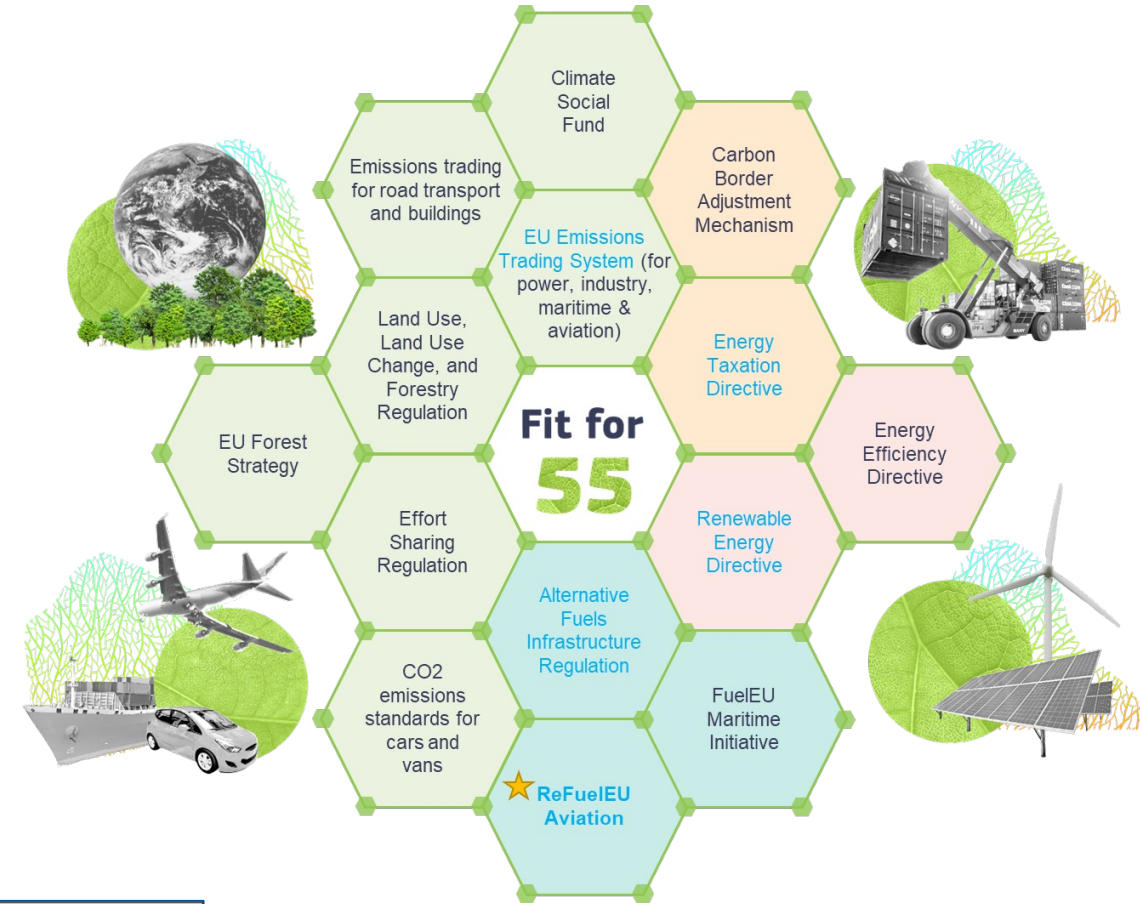 Climate
Social
Fund
Emissions trading
for road transport
and buildings
Carbon
Border
Adjustment
Mechanism
EU Emissions
Trading System (for
power, industry,
maritime &
aviation)
Land Use,
Land Use
Change, and
Forestry
Regulation
Energy
Taxation
Directive
EU Forest
Strategy
Fit for
55
Energy
Efficiency
Directive
Effort
Sharing
Regulation
Renewable
Energy
Directive
Alternative
Fuels
Infrastructure
Regulation
CO2
emissions
standards for
cars and
vans
FuelEU
Maritime
Initiative
ReFuelEU
Aviation